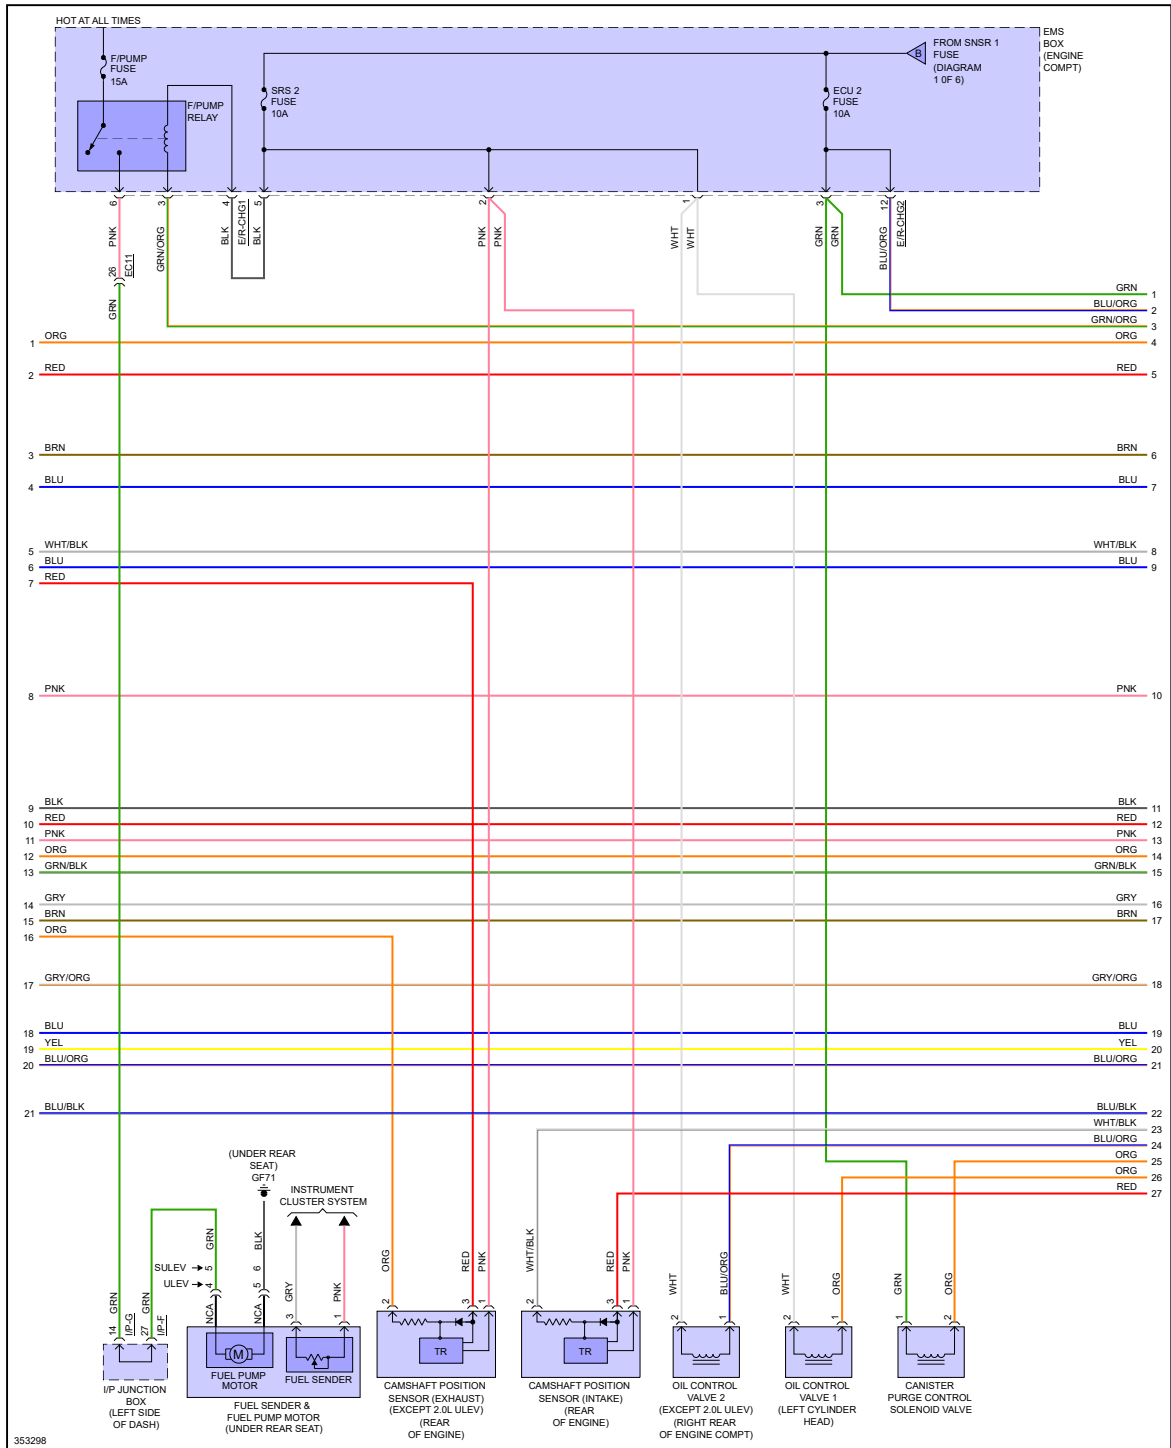 HOT AT ALL TIMES
F/PUMP
FUSE
15A
F/PUMP
RELAY
SRS 2
FUSE
10A
ECU 2
FUSE
10A
B
FROM SNSR 1
FUSE
(DIAGRAM
1 0F 6)
EMS
BOX
(ENGINE
COMPT)
6
3
4
E/R-CHG1
5
2
1
3
12
E/R-CHG2
PNK
GRN/ORG
BLK
BLK
PNK
PNK
WHT
WHT
GRN
GRN
BLU/ORG
26
EC11
GRN
GRN 1
BLU/ORG 2
GRN/ORG 3
1 ORG ORG 4
2 RED RED 5
3 BRN BRN 6
4 BLU BLU 7
5 WHT/BLK WHT/BLK 8
6 BLU BLU 9
7 RED
8 PNK PNK 10
9 BLK BLK 11
10 RED RED 12
11 PNK PNK 13
12 ORG ORG 14
13 GRN/BLK GRN/BLK 15
14 GRY GRY 16
15 BRN BRN 17
16 ORG
17 GRY/ORG GRY/ORG 18
18 BLU BLU 19
19 YEL YEL 20
20 BLU/ORG BLU/ORG 21
21 BLU/BLK BLU/BLK 22
WHT/BLK 23
BLU/ORG 24
ORG 25
ORG 26
RED 27
(UNDER REAR
SEAT)
GF71
INSTRUMENT
CLUSTER SYSTEM
GRN
BLK
SULEV 5 6
ULEV 4 5
GRN
GRN
NCA
NCA
GRY
PNK
ORG
RED
PNK
WHT/BLK
RED
PNK
WHT
BLU/ORG
WHT
ORG
GRN
ORG
14
I/P-G
27
I/P-F
3
1
2
3
1
2
3
1
2
1
2
1
1
2
M
FUEL PUMP
MOTOR
FUEL SENDER
TR
TR
I/P JUNCTION
BOX
(LEFT SIDE
OF DASH)
FUEL SENDER &
FUEL PUMP MOTOR
(UNDER REAR SEAT)
CAMSHAFT POSITION
SENSOR (EXHAUST)
(EXCEPT 2.0L ULEV)
(REAR
OF ENGINE)
CAMSHAFT POSITION
SENSOR (INTAKE)
(REAR
OF ENGINE)
OIL CONTROL
VALVE 2
(EXCEPT 2.0L ULEV)
(RIGHT REAR
OF ENGINE COMPT)
OIL CONTROL
VALVE 1
(LEFT CYLINDER
HEAD)
CANISTER
PURGE CONTROL
SOLENOID VALVE
353298